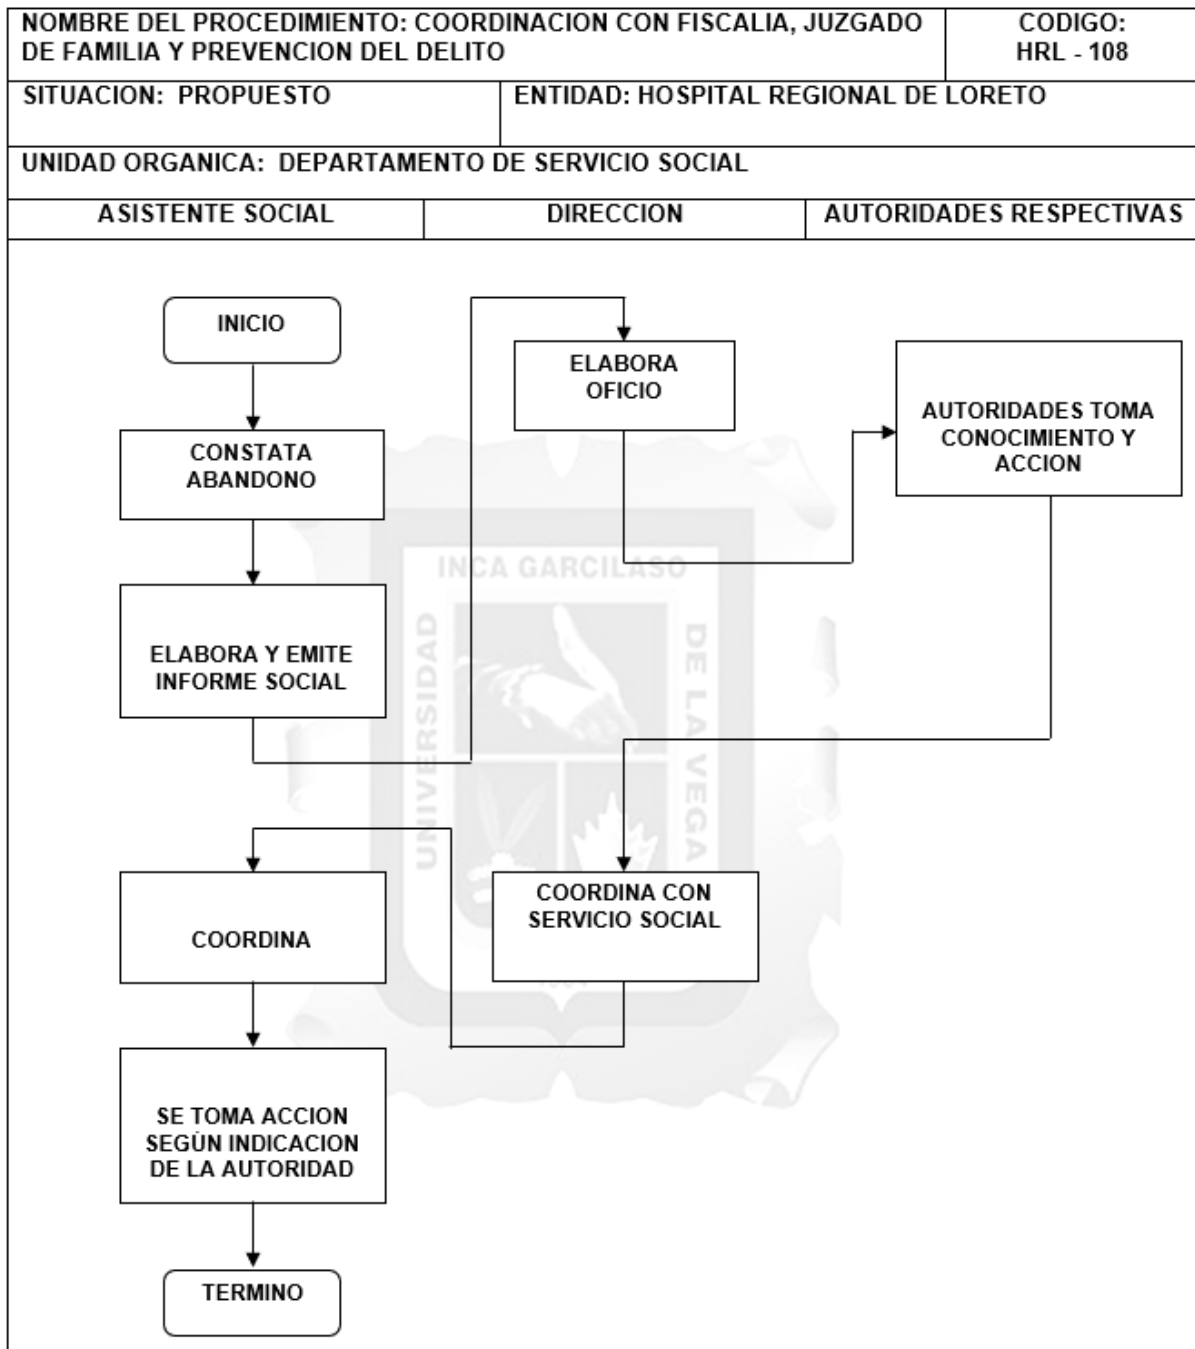 NOMBRE DEL PROCEDIMIENTO: COORDINACION CON FISCALIA, JUZGADO
DE FAMILIA Y PREVENCION DEL DELITO
CODIGO:
HRL - 108
SITUACION: PROPUESTO
ENTIDAD: HOSPITAL REGIONAL DE LORETO
UNIDAD ORGANICA: DEPARTAMENTO DE SERVICIO SOCIAL
ASISTENTE SOCIAL
DIRECCION
AUTORIDADES RESPECTIVAS
INICIO
CONSTATA
ABANDONO
ELABORA Y EMITE
INFORME SOCIAL
ELABORA
OFICIO
AUTORIDADES TOMA
CONOCIMIENTO Y
ACCION
COORDINA CON
SERVICIO SOCIAL
COORDINA
SE TOMA ACCION
SEGÚN INDICACION
DE LA AUTORIDAD
TERMINO
UNIVERSIDAD
INCA GARCILASO
DE LA VEGA